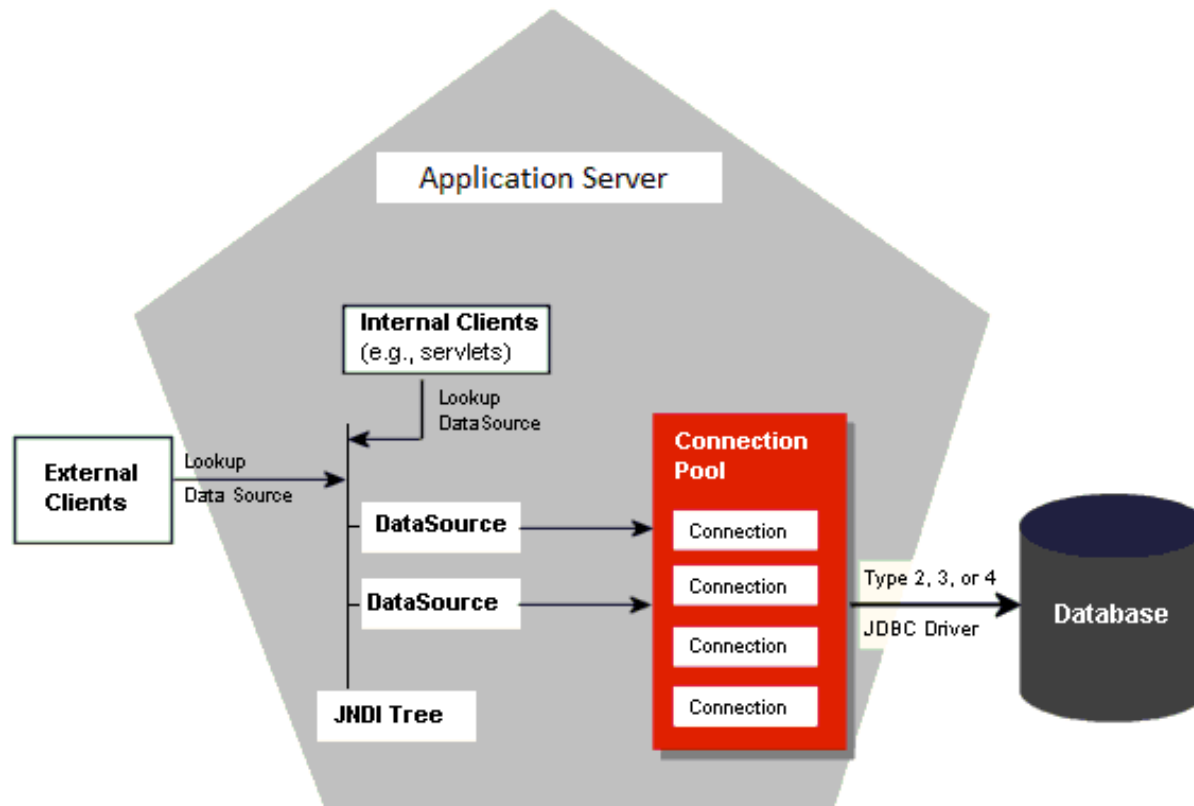 Application Server
Internal Clients
(e.g., servlets)
Lookup
DataSource
External
Clients
Lookup
Data Source
DataSource
DataSource
JNDI Tree
Connection
Pool
Connection
Connection
Connection
Connection
Type 2, 3, or 4
JDBC Driver
Database